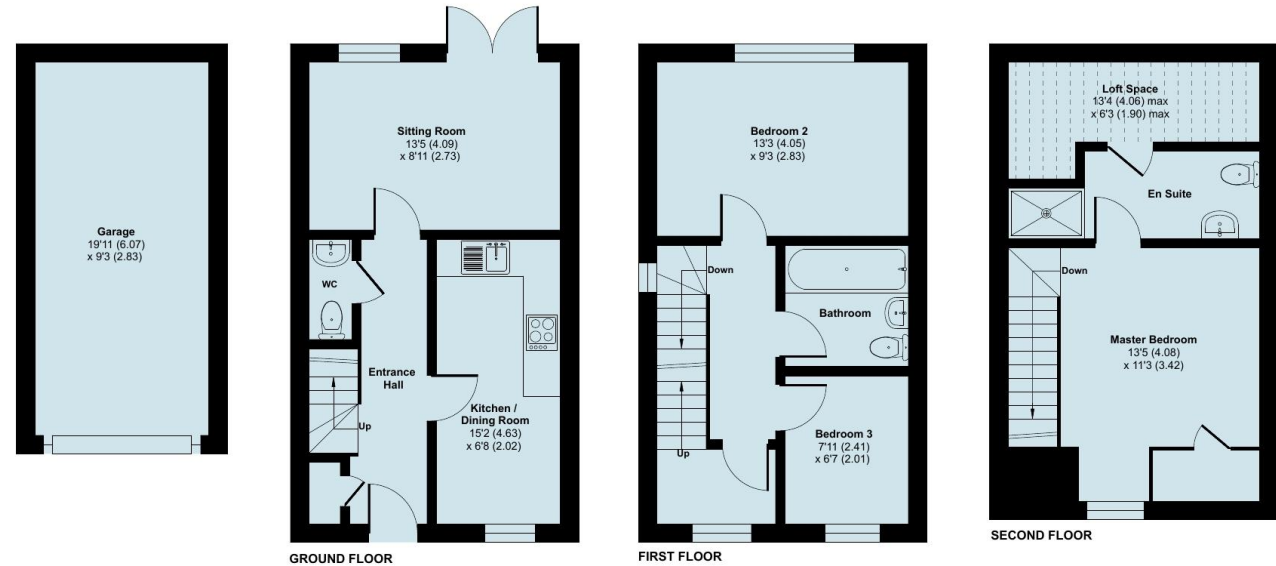 Garage
19'11 (6.07)
x 9'3 (2.83)
Sitting Room
13'5 (4.09)
x 8'11 (2.73)
WC
Entrance
Hall
Up
Kitchen /
Dining Room
15'2 (4.63)
x 6'8 (2.02)
GROUND FLOOR
Bedroom 2
13'3 (4.05)
x 9'3 (2.83)
Down
Bathroom
Up
Bedroom 3
7'11 (2.41)
x 6'7 (2.01)
FIRST FLOOR
Loft Space
13'4 (4.06) max
x 6'3 (1.90) max
En Suite
Down
Master Bedroom
13'5 (4.08)
x 11'3 (3.42)
SECOND FLOOR